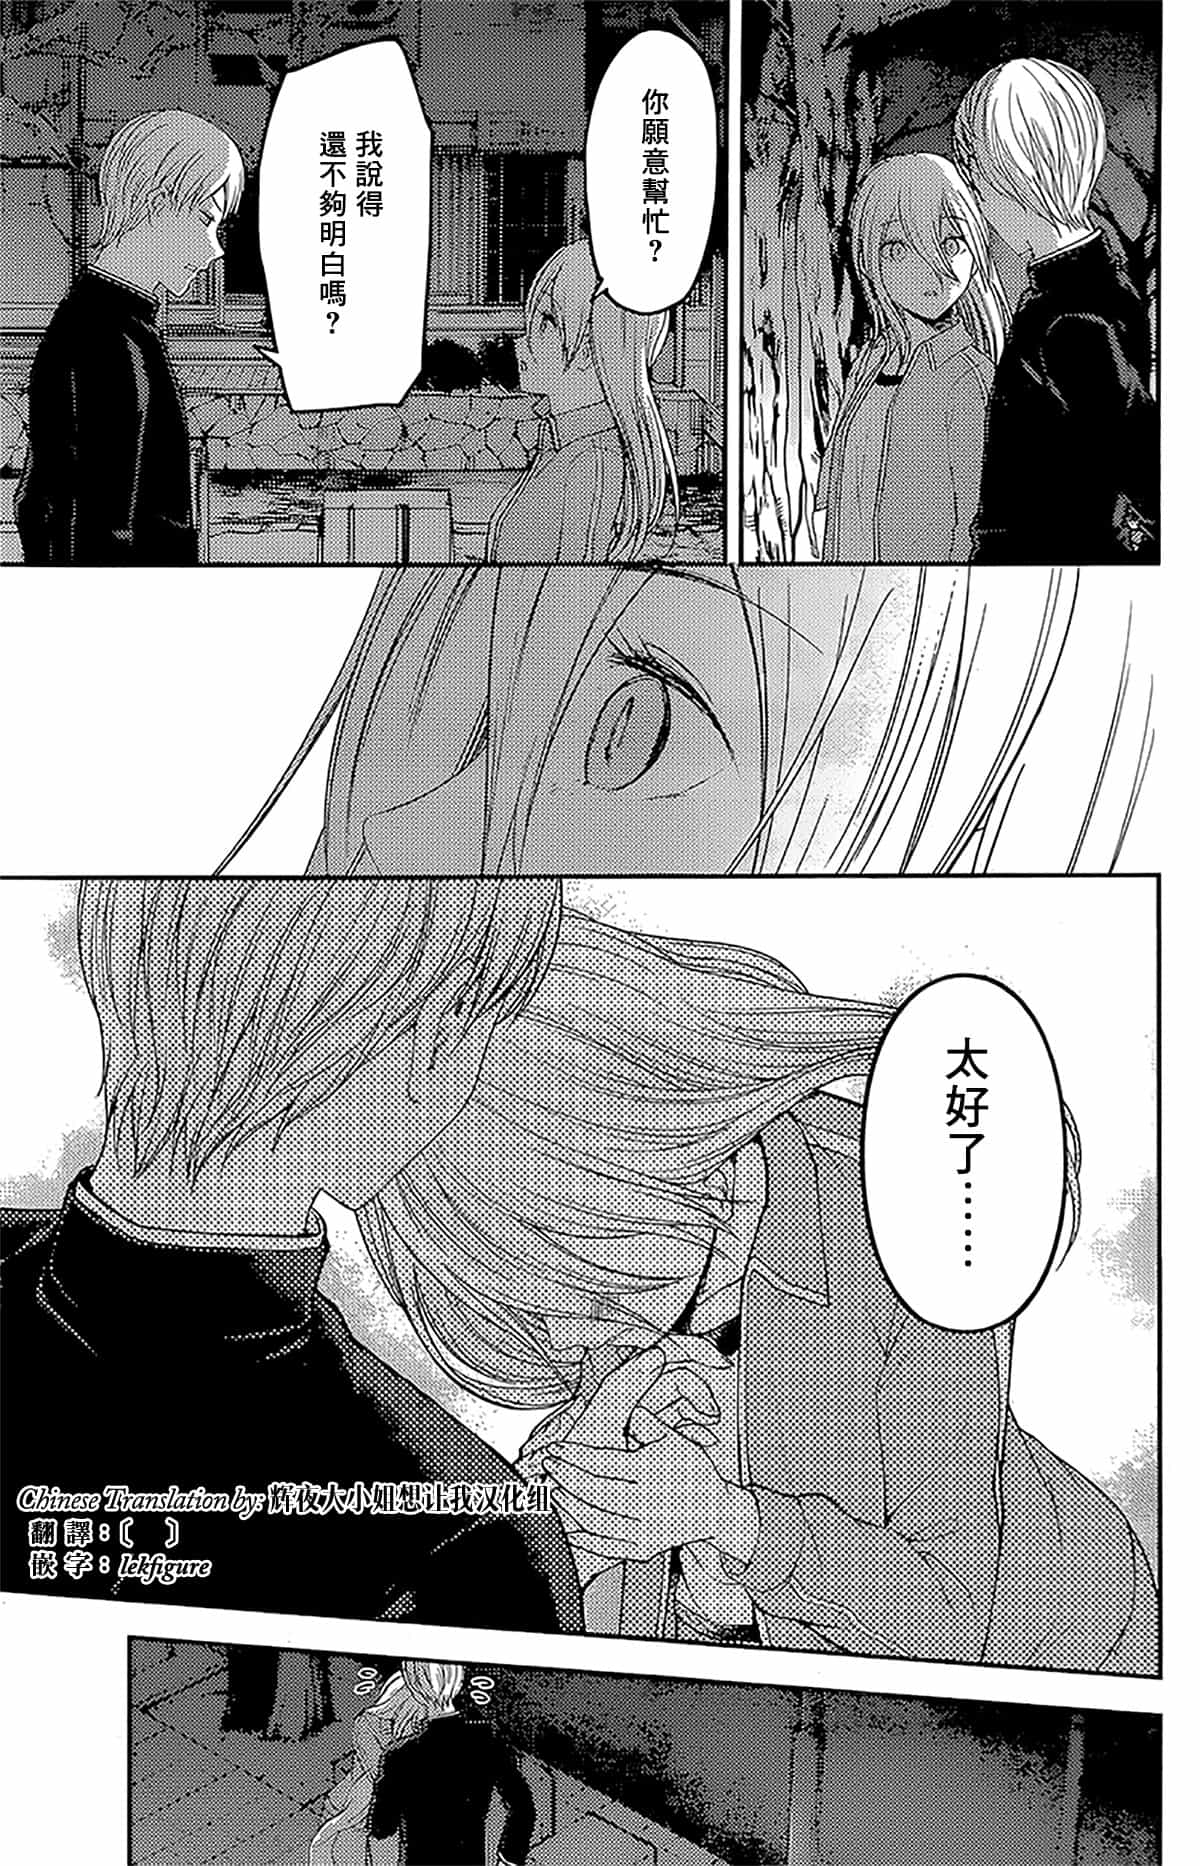 你願意幫忙？
我說得
還不夠明白嗎？
太好了……
Chinese Translation by: 辉夜大小姐想让我汉化组
翻譯：〔　〕
嵌字：lekfigure